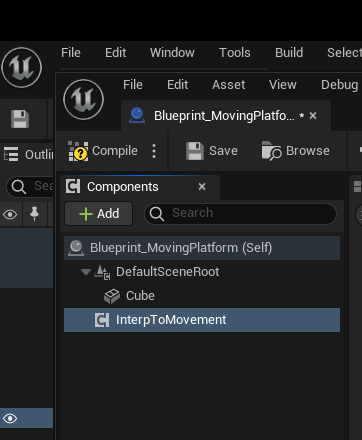 File Edit Window Tools Build Select
File Edit Asset View Debug
Blueprint_MovingPlatfo... •
Compile Save Browse
Outli
Components
Sea
Add Search
Blueprint_MovingPlatform (Self)
DefaultSceneRoot
Cube
InterpToMovement